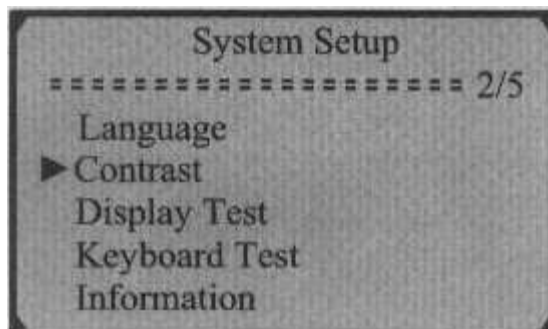 System Setup
==================== 2/5
Language
►Contrast
Display Test
Keyboard Test
Information